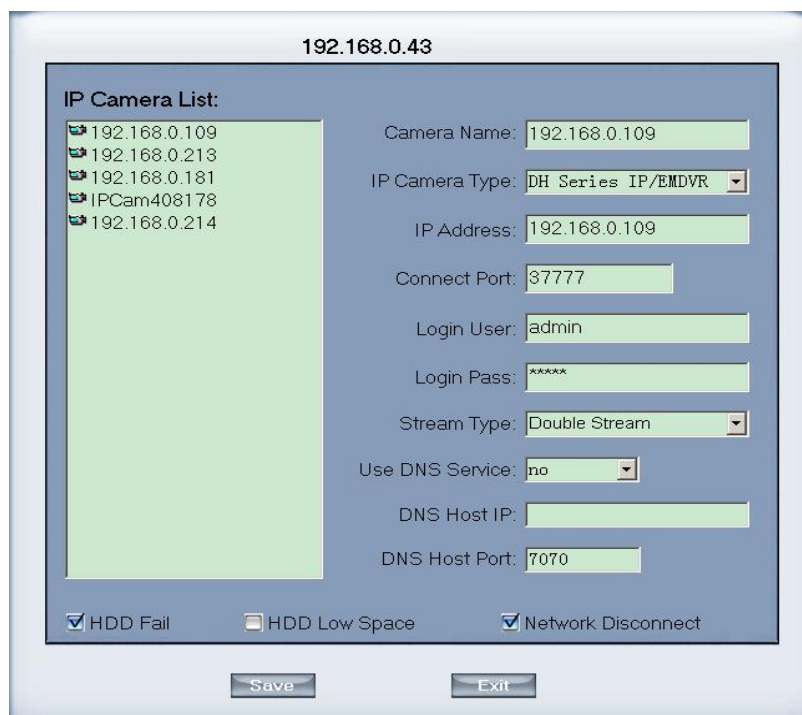 192.168.0.43
IP Camera List:
192.168.0.109
192.168.0.213
192.168.0.181
IPCam408178
192.168.0.214
Camera Name: 192.168.0.109
IP Camera Type: DH Series IP/EMDVR
IP Address: 192.168.0.109
Connect Port: 37777
Login User: admin
Login Pass: *****
Stream Type: Double Stream
Use DNS Service: no
DNS Host IP:
DNS Host Port: 7070
HDD Fail HDD Low Space Network Disconnect
Save Exit